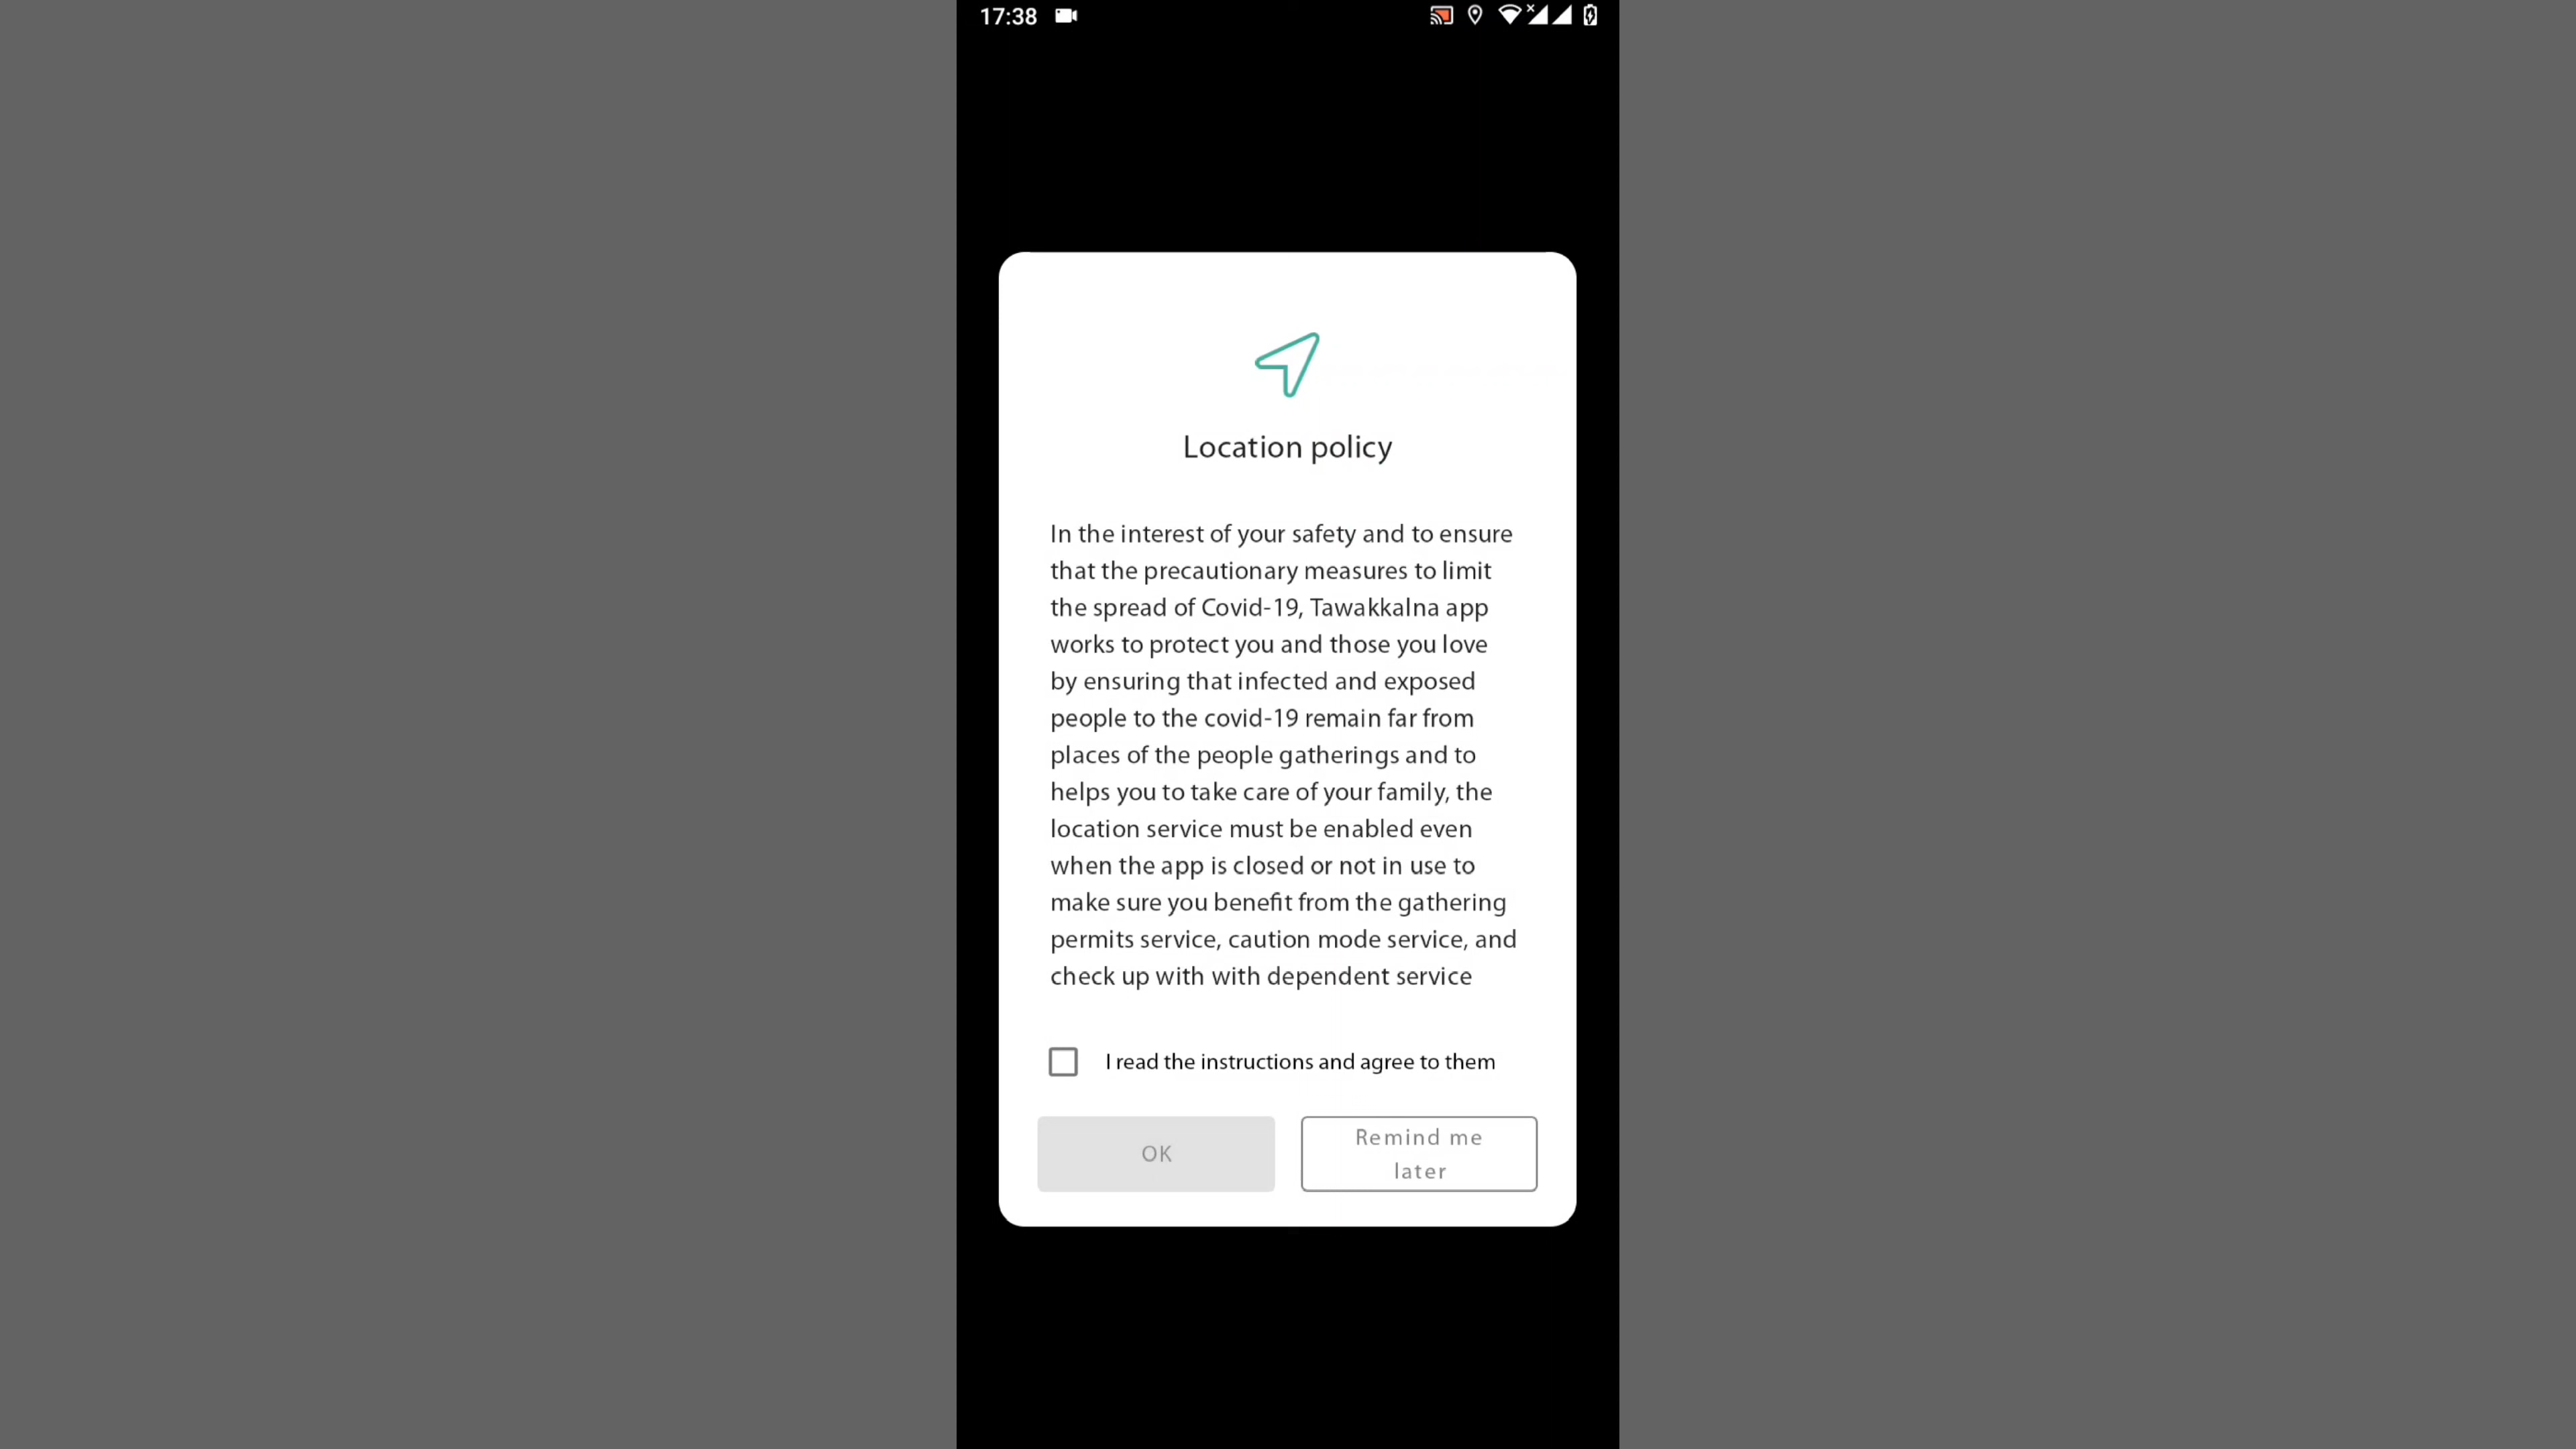 17:38
Location policy
In the interest of your safety and to ensure
that the precautionary measures to limit
the spread of Covid-19, Tawakkalna app
works to protect you and those you love
by ensuring that infected and exposed
people to the covid-19 remain far from
places of the people gatherings and to
helps you to take care of your family, the
location service must be enabled even
when the app is closed or not in use to
make sure you benefit from the gathering
permits service, caution mode service, and
check up with with dependent service
I read the instructions and agree to them
OK
Remind me
later